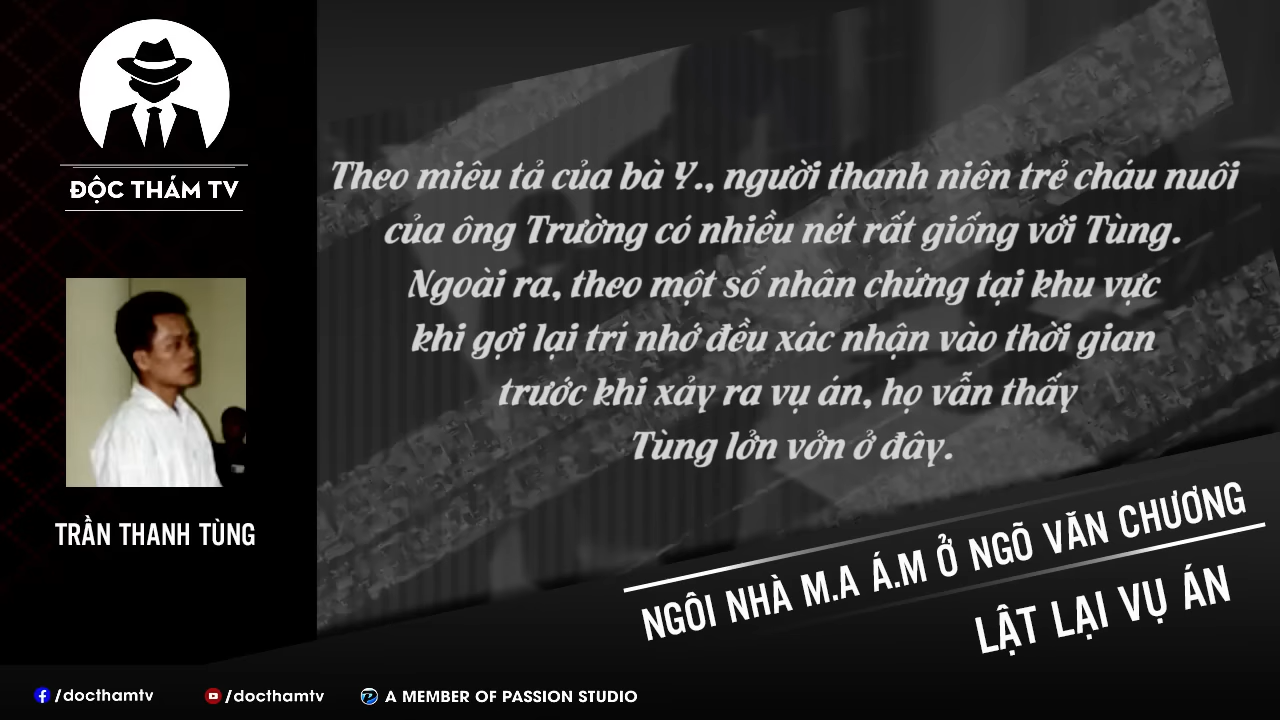 ĐỘC THÁM TV
TRẦN THANH TÙNG
Theo miêu tả của bà Y., người thanh niên trẻ cháu nuôi
của ông Trường có nhiều nét rất giống với Tùng.
Ngoài ra, theo một số nhân chứng tại khu vực
khi gợi lại trí nhớ đều xác nhận vào thời gian
trước khi xảy ra vụ án, họ vẫn thấy
Tùng lởn vởn ở đây.
NGÔI NHÀ M.A Á.M Ở NGÕ VĂN CHƯƠNG
LẬT LẠI VỤ ÁN
/docthamtv
/docthamtv
A MEMBER OF PASSION STUDIO